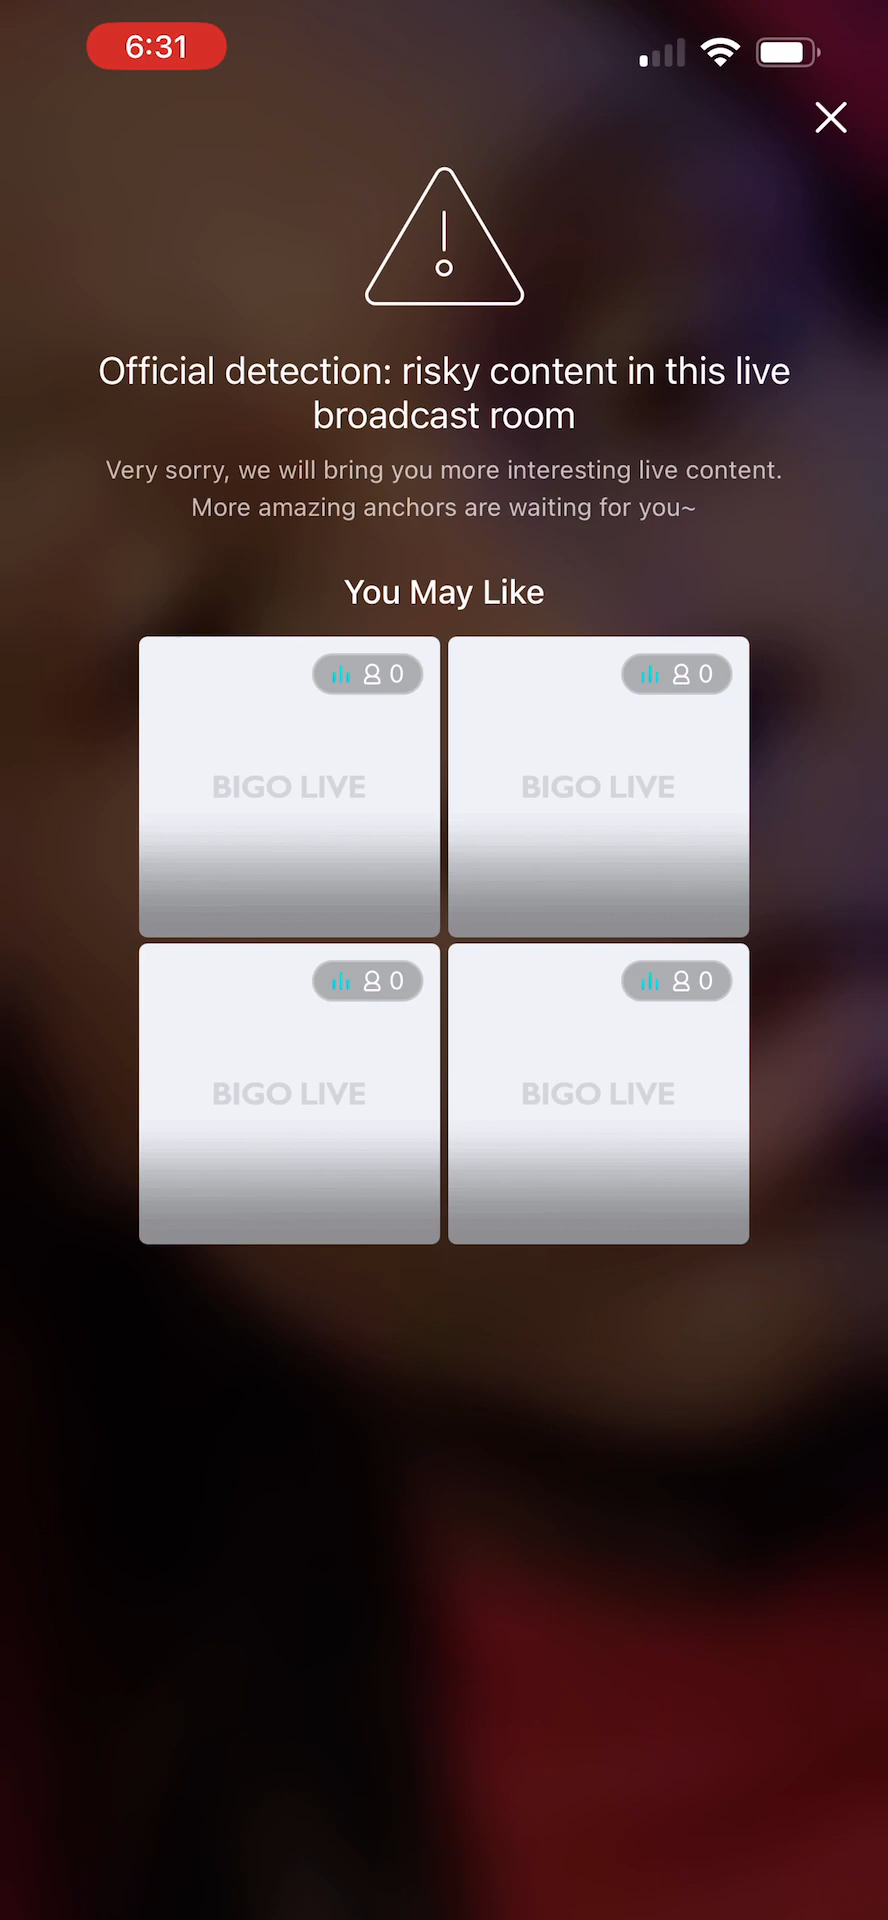 6:31
Official detection: risky content in this live
broadcast room
Very sorry, we will bring you more interesting live content.
More amazing anchors are waiting for you~
You May Like
0
0
BIGO LIVE
BIGO LIVE
0
0
BIGO LIVE
BIGO LIVE